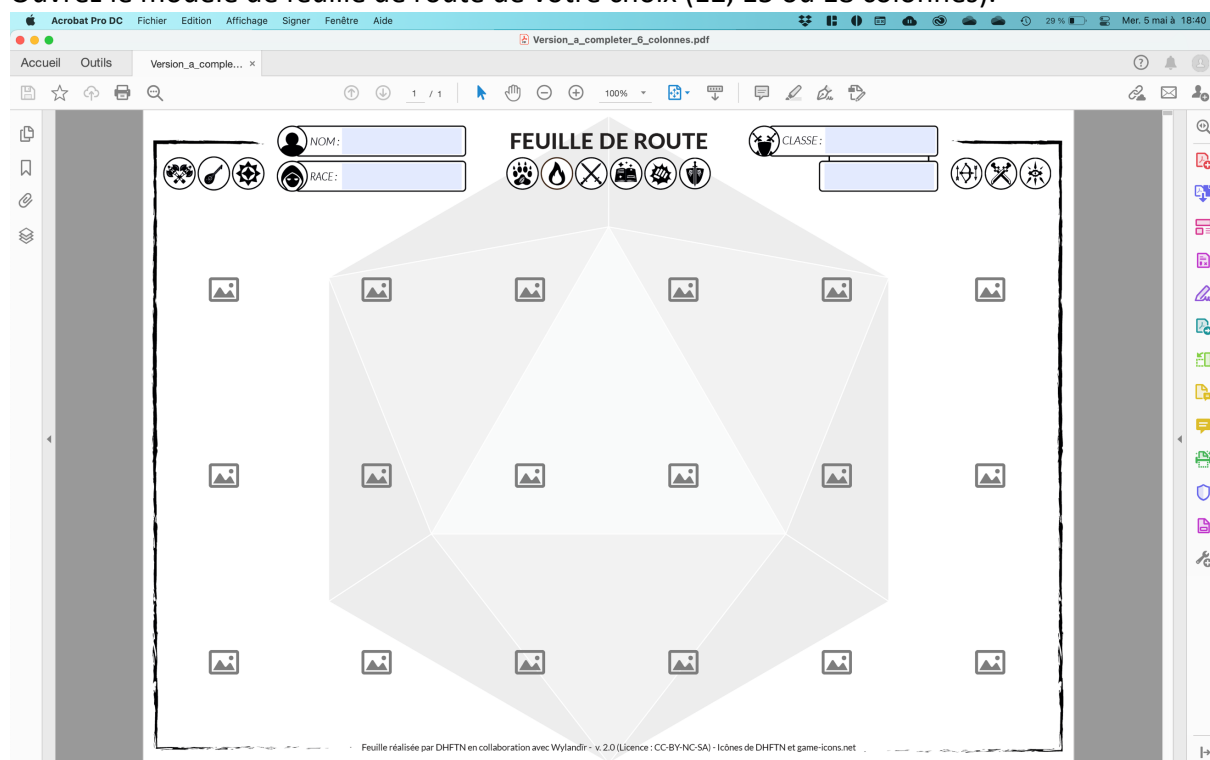 Ouvrez le modèle de feuille de route de votre choix (12, 15 ou 18 colonnes).
Acrobat Pro DC Fichier Edition Affichage Signer Fenêtre Aide 29 % Mer. 5 mai à 18:40
Version_a_completer_6_colonnes.pdf
Accueil Outils Version_a_comple... ×
1 / 1 100%
NOM : FEUILLE DE ROUTE CLASSE :
RACE :
Feuille réalisée par DHFTN en collaboration avec Wylandïr - v. 2.0 (Licence : CC-BY-NC-SA) - Icônes de DHFTN et game-icons.net